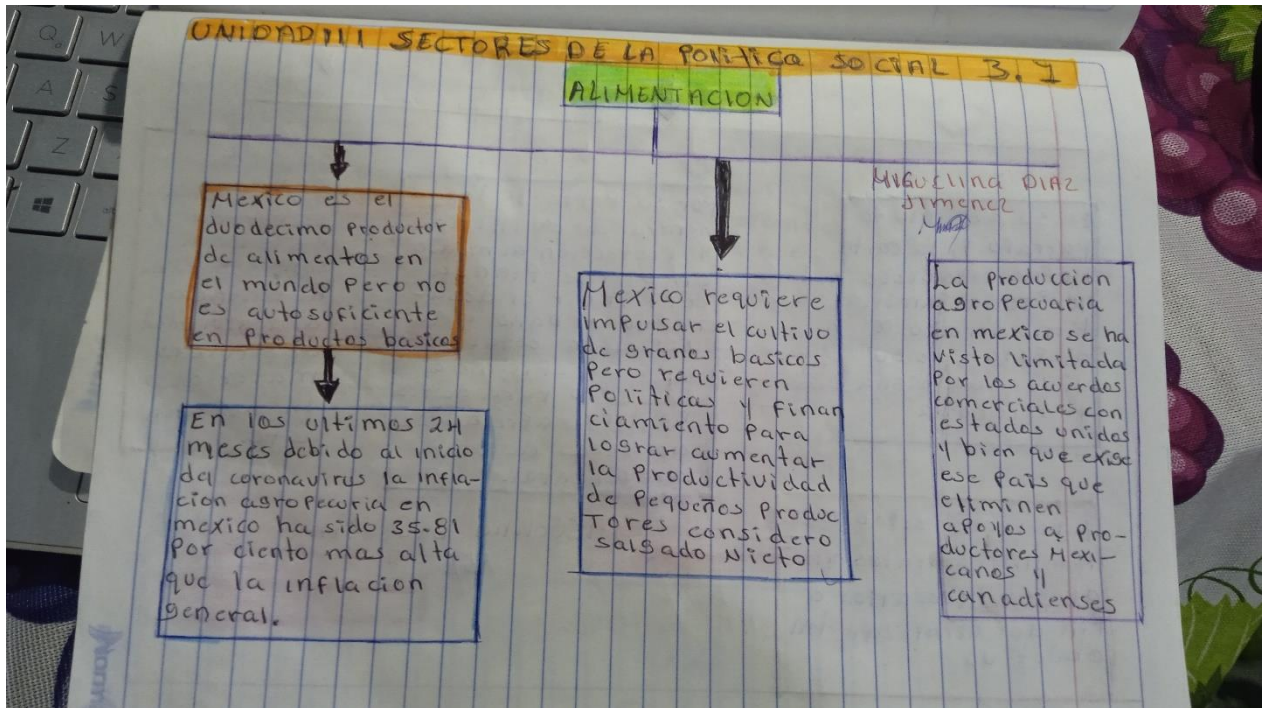 UNIDAD III SECTORES DE LA Politica SOCIAL 3.1
ALIMENTACION
Mexico es el
duodecimo productor
de alimentos en
el mundo Pero no
es autosuficiente
en Productos basicos
En los ultimos 24
meses debido al inicio
del coronavirus la infla-
cion agropecuria en
mexico ha sido 35.81
Por ciento mas alta
que la inflacion
general.
Mexico requiere
impulsar el cultivo
de granos basicos
Pero requieren
Politicas y finan
ciamiento Para
lograr aumentar
la productividad
de Pequeños Produc
Tores considero
Salgado Nieto
MIGUElina DIAZ
Jimenez
La produccion
agropecuaria
en mexico se ha
visto limitada
Por los acuerdos
comerciales con
estados unidos
y bien que exige
ese Pais que
eliminen
apoyos a pro-
ductores Mexi-
canos y
canadienses
Q
W
A
S
Z